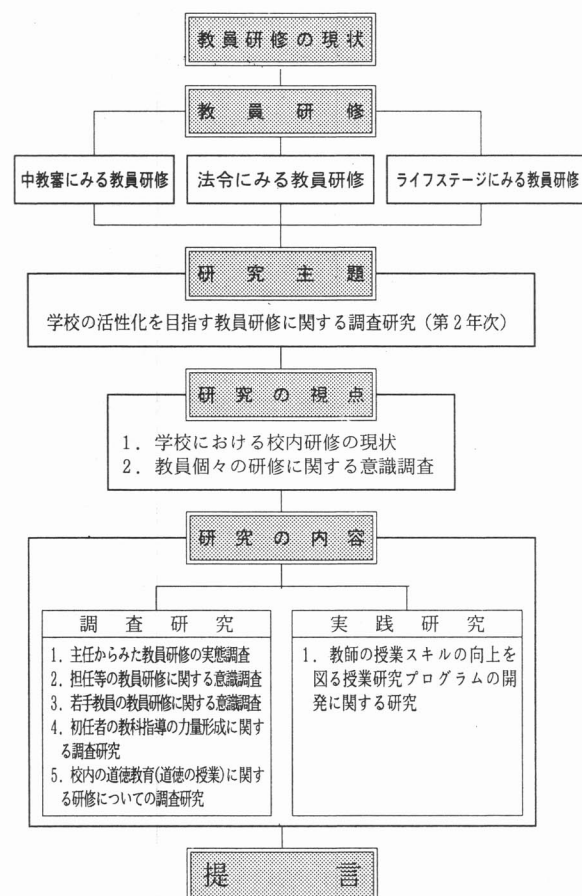 教員研修の現状
教員研修
中教審にみる教員研修
法令にみる教員研修
ライフステージにみる教員研修
研究主題
学校の活性化を目指す教員研修に関する調査研究(第2年次)
研究の視点
1.学校における校内研修の現状
2.教員個々の研修に関する意識調査
研究の内容
調査研究
1.主任からみた教員研修の実態調査
2.担任等の教員研修に関する意識調査
3.若手教員の教員研修に関する意識調査
4.初任者の教科指導の力量形成に関す
る調査研究
5.校内の道徳教育(道徳の授業)に関す
る研修についての調査研究
実践研究
1.教師の授業スキルの向上を
図る授業研究プログラムの開
発に関する研究
提言